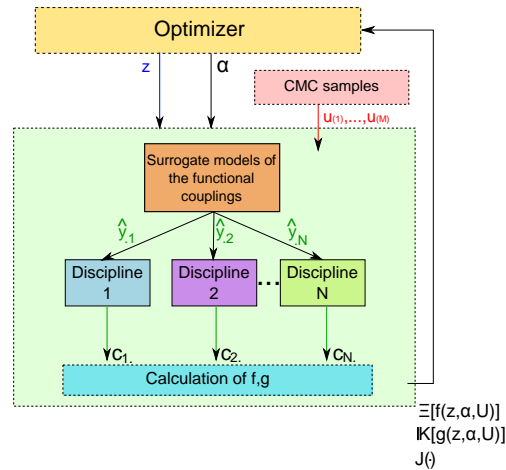 Optimizer
z
α
CMC samples
u(1),...,u(M)
Surrogate models of
the functional
couplings
ŷ.1
ŷ.2
ŷ.N
Discipline
1
Discipline
2
...
Discipline
N
c1.
c2.
cN.
Calculation of f,g
Ξ[f(z,α,U)]
𝕂[g(z,α,U)]
J(·)